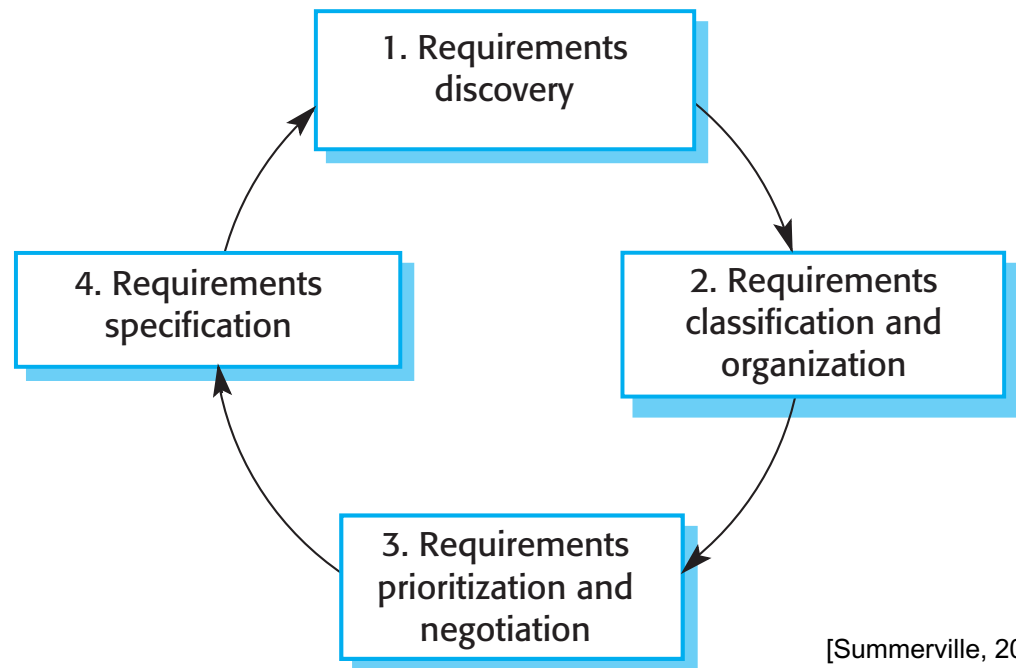 1. Requirements
discovery
2. Requirements
classification and
organization
3. Requirements
prioritization and
negotiation
4. Requirements
specification
[Summerville, 20